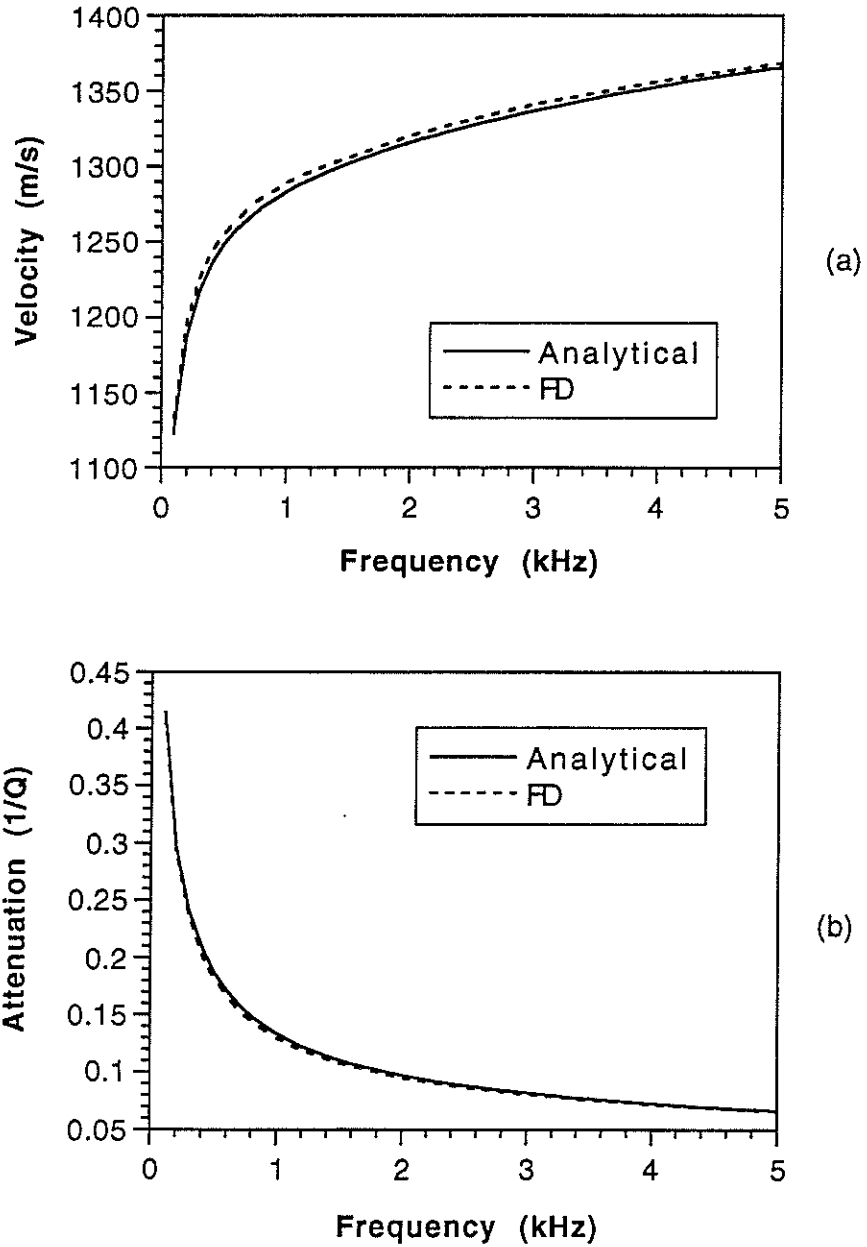 1400
1350
1300
1250
1200
1150
1100
Velocity (m/s)
Analytical
FD
0 1 2 3 4 5
Frequency (kHz)
(a)
0.45
0.4
0.35
0.3
0.25
0.2
0.15
0.1
0.05
Attenuation (1/Q)
Analytical
FD
0 1 2 3 4 5
Frequency (kHz)
(b)